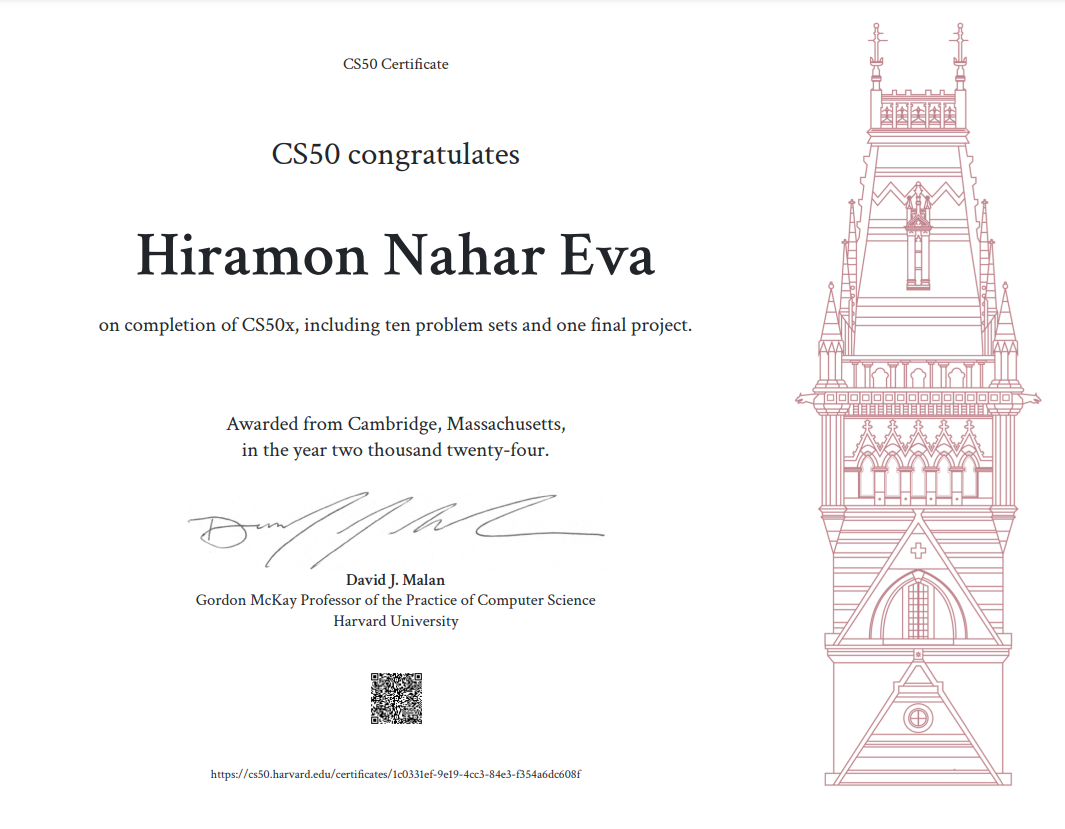 CS50 Certificate
CS50 congratulates
Hiramon Nahar Eva
on completion of CS50x, including ten problem sets and one final project.
Awarded from Cambridge, Massachusetts,
in the year two thousand twenty-four.
David J. Malan
Gordon McKay Professor of the Practice of Computer Science
Harvard University
https://cs50.harvard.edu/certificates/1c0331ef-9e19-4cc3-84e3-f354a6dc608f